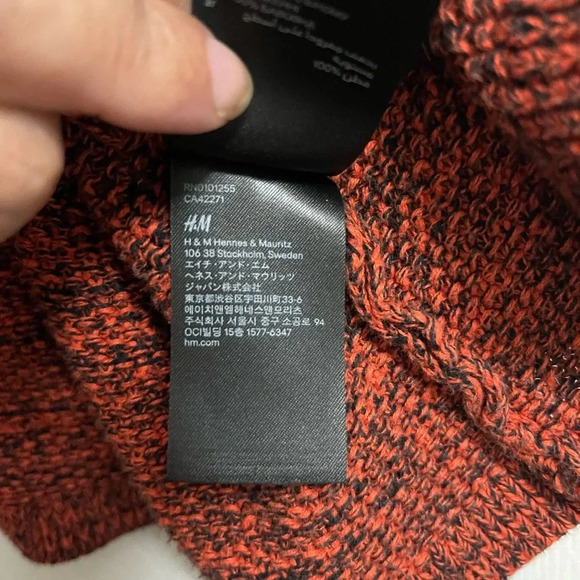 100% قطن
RN0101255
CA42271
H&M
H & M Hennes & Mauritz
106 38 Stockholm, Sweden
エイチ・アンド・エム
ヘネス・アンド・マウリッツ
ジャパン株式会社
東京都渋谷区宇田川町33-6
에이치앤엠헤네스앤모리츠
주식회사 서울시 중구 소공로 94
OCI빌딩 15층 1577-6347
hm.com